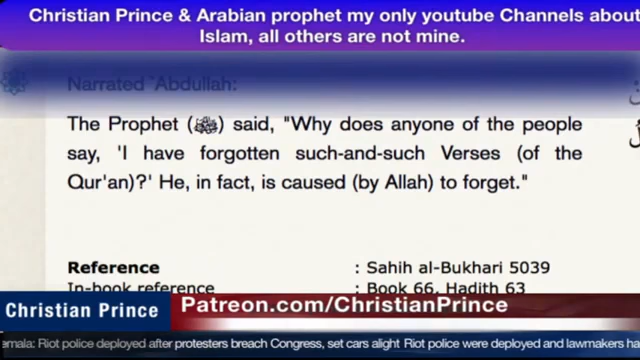 Christian Prince & Arabian prophet my only youtube Channels about
Islam, all others are not mine.
Narrated `Abdullah:
The Prophet (ﷺ) said, "Why does anyone of the people
say, 'I have forgotten such-and-such Verses (of the
Qur'an)?' He, in fact, is caused (by Allah) to forget."
Reference : Sahih al-Bukhari 5039
In-book reference : Book 66, Hadith 63
Christian Prince
Patreon.com/ChristianPrince
emala: Riot police deployed after protesters breach Congress, set cars alight Riot police were deployed and lawmakers ha